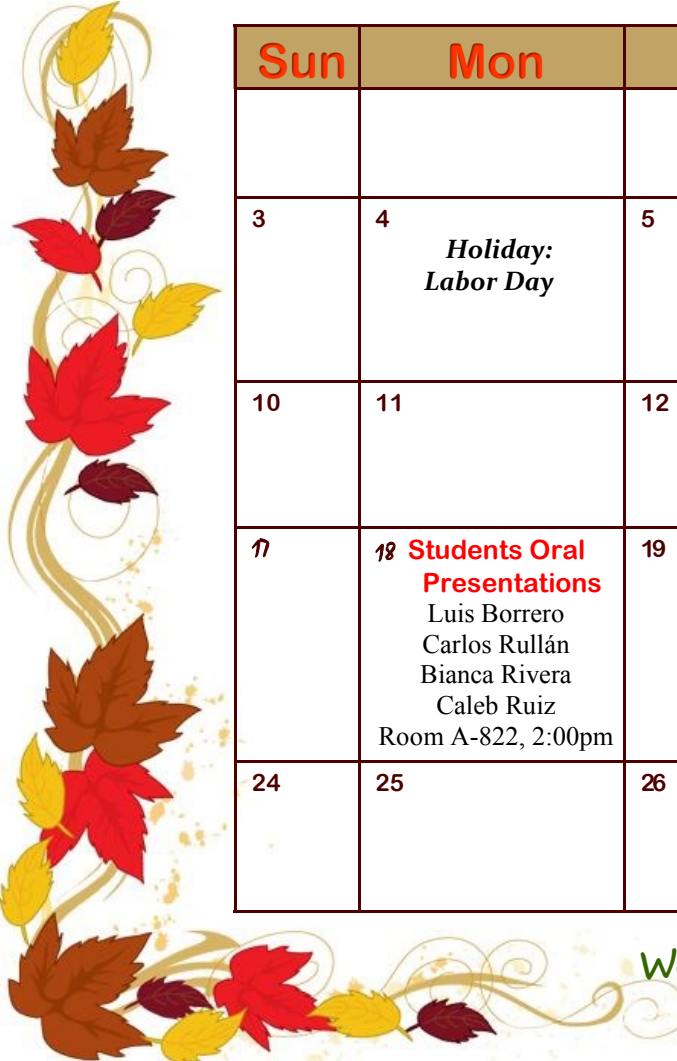 Sun Mon
3 4 5
Holiday:
Labor Day
10 11 12
17 18 Students Oral 19
Presentations
Luis Borrero
Carlos Rullán
Bianca Rivera
Caleb Ruiz
Room A-822, 2:00pm
24 25 26